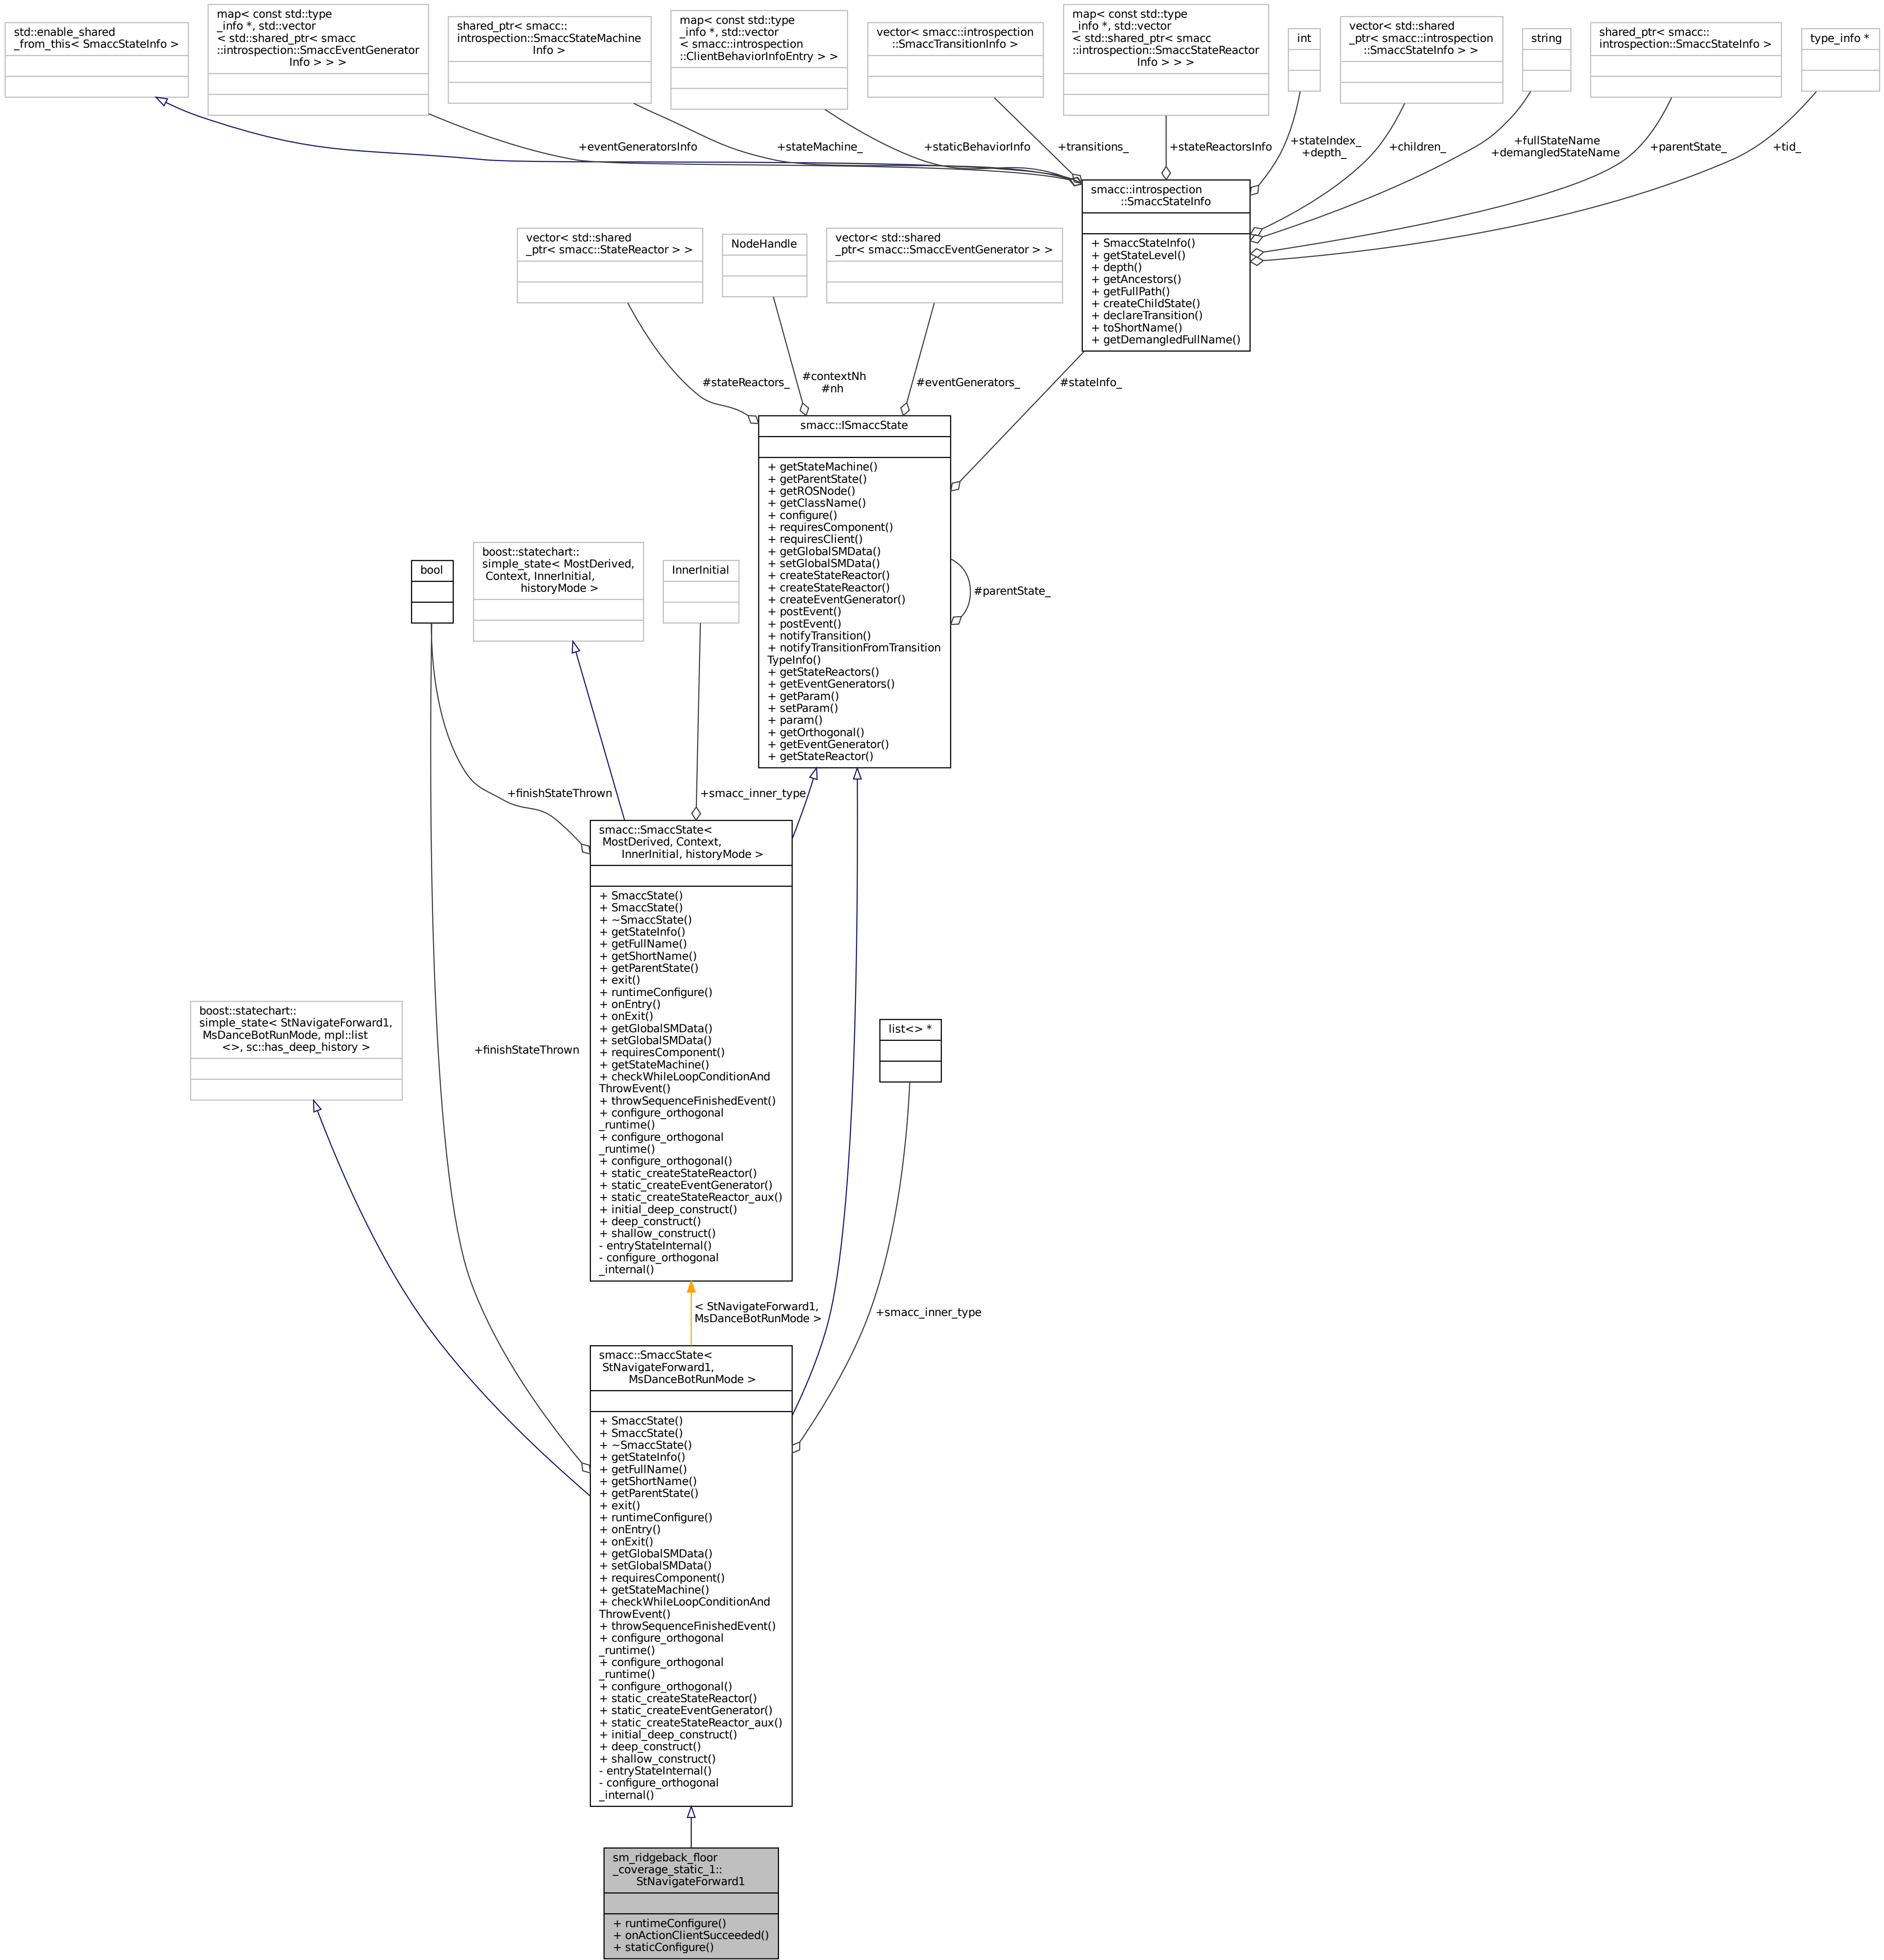 std::enable_shared
_from_this< SmaccStateInfo >
map< const std::type
_info *, std::vector
< std::shared_ptr< smacc
::introspection::SmaccEventGenerator
Info > > >
shared_ptr< smacc::
introspection::SmaccStateMachine
Info >
map< const std::type
_info *, std::vector
< smacc::introspection
::ClientBehaviorInfoEntry > >
vector< smacc::introspection
::SmaccTransitionInfo >
map< const std::type
_info *, std::vector
< std::shared_ptr< smacc
::introspection::SmaccStateReactor
Info > > >
int
vector< std::shared
_ptr< smacc::introspection
::SmaccStateInfo > >
string
shared_ptr< smacc::
introspection::SmaccStateInfo >
type_info *
+eventGeneratorsInfo
+stateMachine_
+staticBehaviorInfo
+transitions_
+stateReactorsInfo
+stateIndex_
+depth_
+children_
+fullStateName
+demangledStateName
+parentState_
+tid_
smacc::introspection
::SmaccStateInfo
+ SmaccStateInfo()
+ getStateLevel()
+ depth()
+ getAncestors()
+ getFullPath()
+ createChildState()
+ declareTransition()
+ toShortName()
+ getDemangledFullName()
vector< std::shared
_ptr< smacc::StateReactor > >
NodeHandle
vector< std::shared
_ptr< smacc::SmaccEventGenerator > >
#stateReactors_
#contextNh
#nh
#eventGenerators_
#stateInfo_
smacc::ISmaccState
+ getStateMachine()
+ getParentState()
+ getROSNode()
+ getClassName()
+ configure()
+ requiresComponent()
+ requiresClient()
+ getGlobalSMData()
+ setGlobalSMData()
+ createStateReactor()
+ createStateReactor()
+ createEventGenerator()
+ postEvent()
+ postEvent()
+ notifyTransition()
+ notifyTransitionFromTransition
TypeInfo()
+ getStateReactors()
+ getEventGenerators()
+ getParam()
+ setParam()
+ param()
+ getOrthogonal()
+ getEventGenerator()
+ getStateReactor()
#parentState_
bool
boost::statechart::
simple_state< MostDerived,
Context, InnerInitial,
historyMode >
InnerInitial
+finishStateThrown
+smacc_inner_type
smacc::SmaccState<
MostDerived, Context,
InnerInitial, historyMode >
+ SmaccState()
+ SmaccState()
+ ~SmaccState()
+ getStateInfo()
+ getFullName()
+ getShortName()
+ getParentState()
+ exit()
+ runtimeConfigure()
+ onEntry()
+ onExit()
+ getGlobalSMData()
+ setGlobalSMData()
+ requiresComponent()
+ getStateMachine()
+ checkWhileLoopConditionAnd
ThrowEvent()
+ throwSequenceFinishedEvent()
+ configure_orthogonal
_runtime()
+ configure_orthogonal
_runtime()
+ configure_orthogonal()
+ static_createStateReactor()
+ static_createEventGenerator()
+ static_createStateReactor_aux()
+ initial_deep_construct()
+ deep_construct()
+ shallow_construct()
- entryStateInternal()
- configure_orthogonal
_internal()
boost::statechart::
simple_state< StNavigateForward1,
MsDanceBotRunMode, mpl::list
<>, sc::has_deep_history >
+finishStateThrown
list<> *
< StNavigateForward1,
MsDanceBotRunMode >
+smacc_inner_type
smacc::SmaccState<
StNavigateForward1,
MsDanceBotRunMode >
+ SmaccState()
+ SmaccState()
+ ~SmaccState()
+ getStateInfo()
+ getFullName()
+ getShortName()
+ getParentState()
+ exit()
+ runtimeConfigure()
+ onEntry()
+ onExit()
+ getGlobalSMData()
+ setGlobalSMData()
+ requiresComponent()
+ getStateMachine()
+ checkWhileLoopConditionAnd
ThrowEvent()
+ throwSequenceFinishedEvent()
+ configure_orthogonal
_runtime()
+ configure_orthogonal
_runtime()
+ configure_orthogonal()
+ static_createStateReactor()
+ static_createEventGenerator()
+ static_createStateReactor_aux()
+ initial_deep_construct()
+ deep_construct()
+ shallow_construct()
- entryStateInternal()
- configure_orthogonal
_internal()
sm_ridgeback_floor
_coverage_static_1::
StNavigateForward1
+ runtimeConfigure()
+ onActionClientSucceeded()
+ staticConfigure()